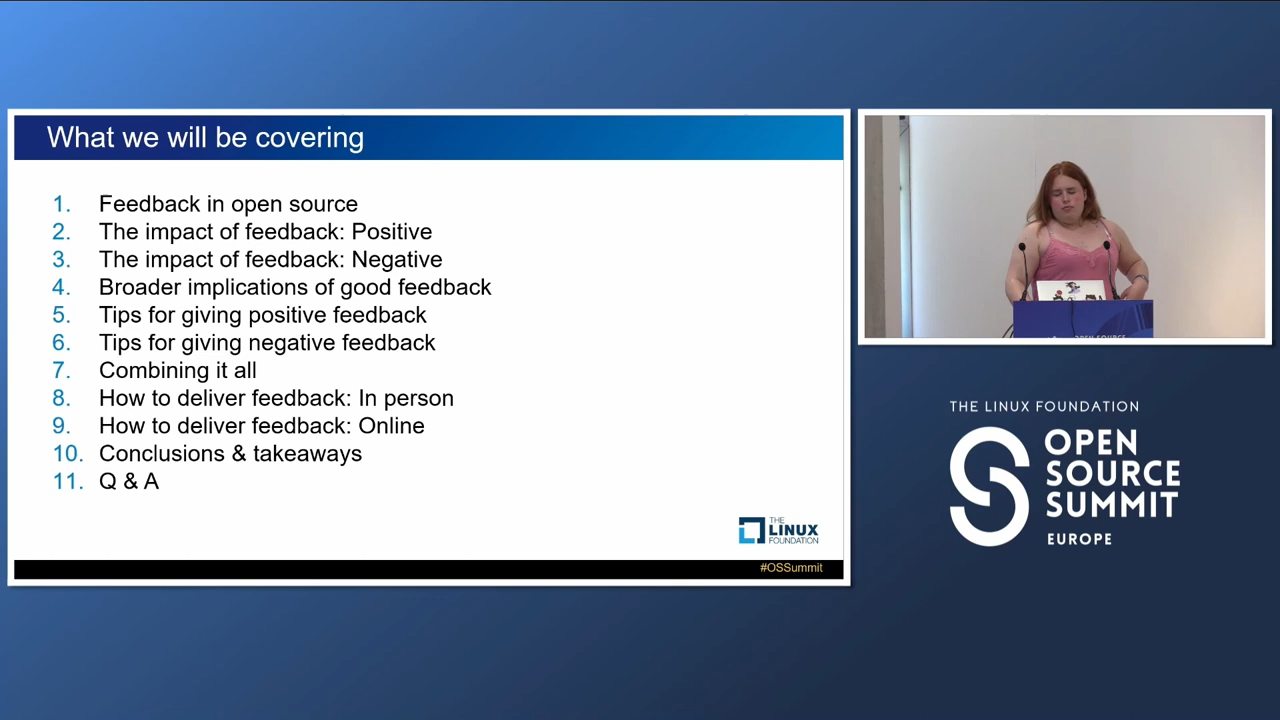 What we will be covering
1. Feedback in open source
2. The impact of feedback: Positive
3. The impact of feedback: Negative
4. Broader implications of good feedback
5. Tips for giving positive feedback
6. Tips for giving negative feedback
7. Combining it all
8. How to deliver feedback: In person
9. How to deliver feedback: Online
10. Conclusions & takeaways
11. Q & A
THE
LINUX
FOUNDATION
#OSSummit
OPEN SOURCE
THE LINUX FOUNDATION
OPEN
SOURCE
SUMMIT
EUROPE